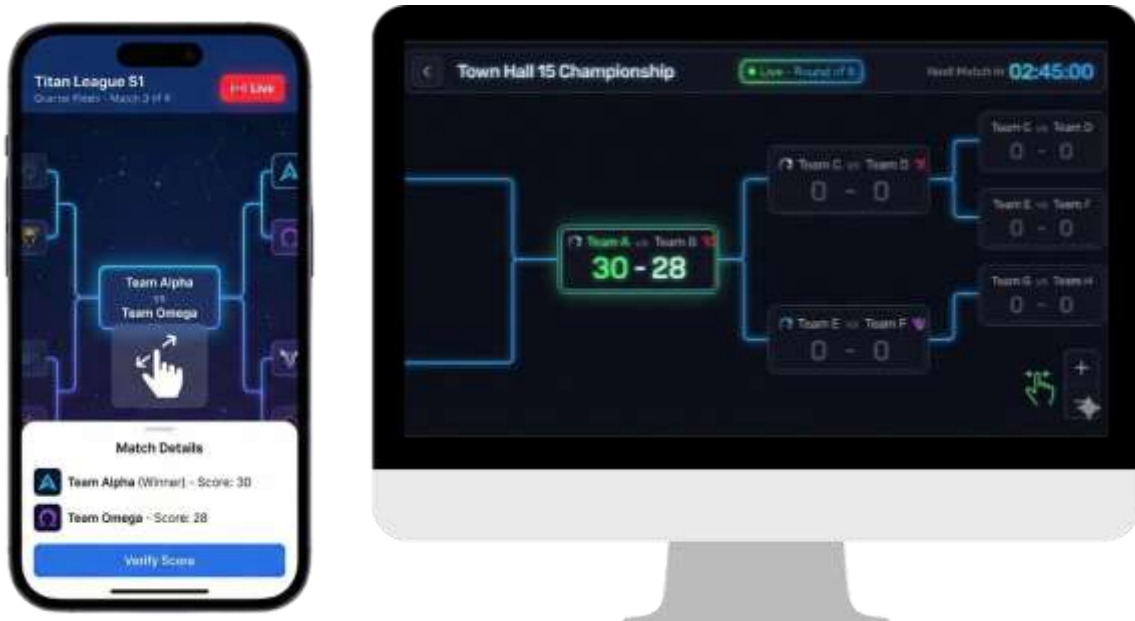 Titan League S1
Quarter Finals - Match 3 of 4
Live
Team Alpha
vs
Team Omega
Match Details
Team Alpha (Winner) - Score: 30
Team Omega - Score: 28
Verify Score
Town Hall 15 Championship
Live - Round of 8
Next Match in 02:45:00
Team A vs Team B
30 - 28
Team C vs Team D
0 - 0
Team E vs Team F
0 - 0
Team C vs Team D
0 - 0
Team E vs Team F
0 - 0
Team G vs Team H
0 - 0